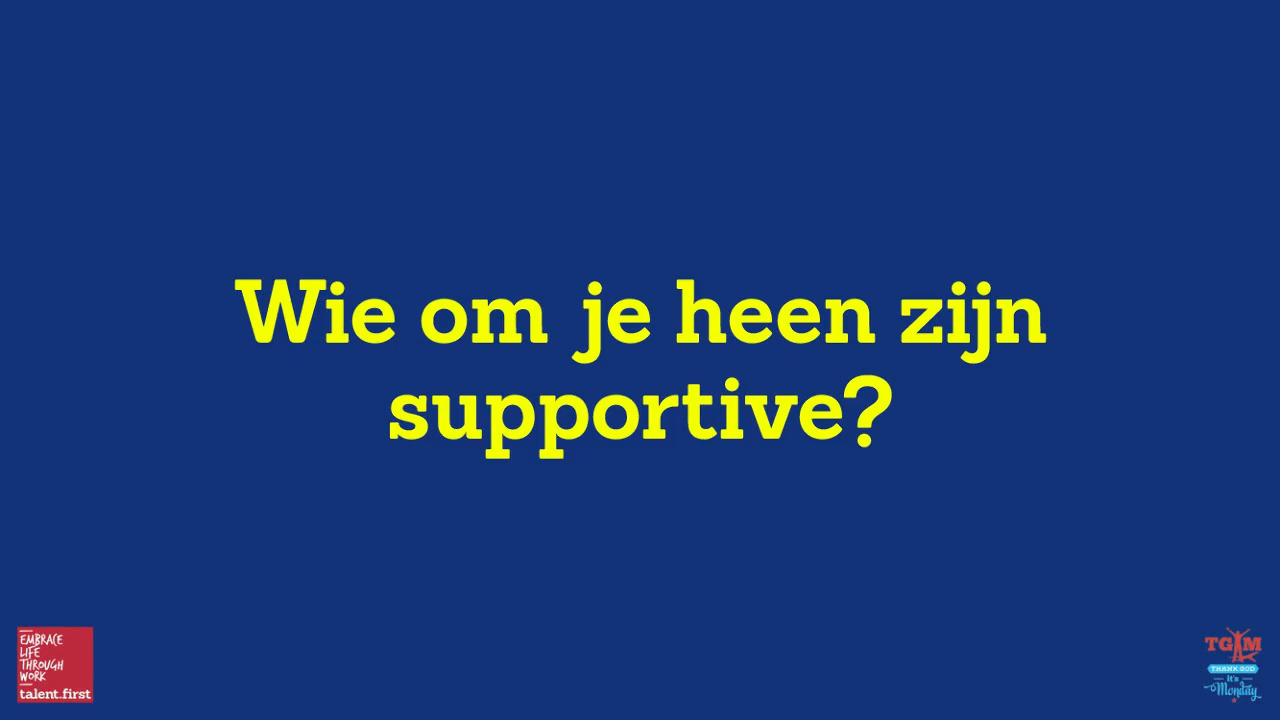 Wie om je heen zijn
supportive?
EMBRACE
LIFE
THROUGH
WORK
talent.first
TGIM
THANK GOD
it's
Monday